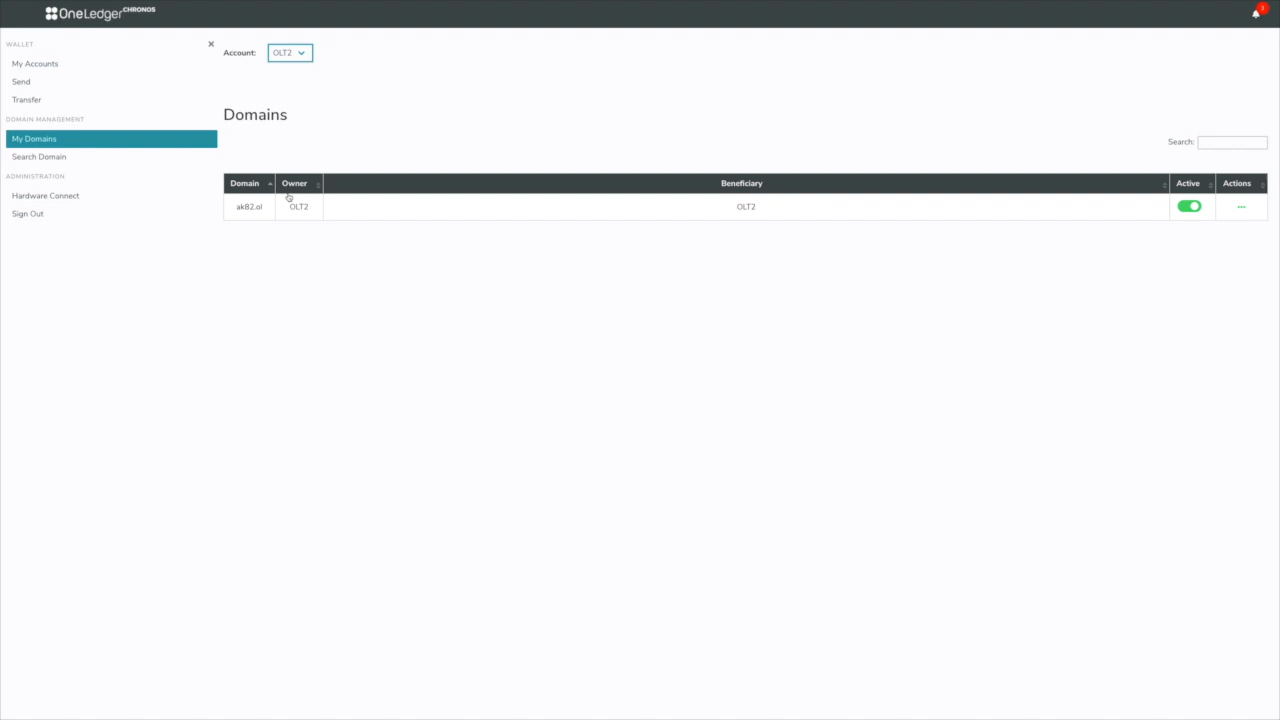 OneLedger CHRONOS
3
WALLET
My Accounts
Send
Transfer
DOMAIN MANAGEMENT
My Domains
Search Domain
ADMINISTRATION
Hardware Connect
Sign Out
Account: OLT2
Domains
Search:
Domain Owner Beneficiary Active Actions
ak82.ol OLT2 OLT2